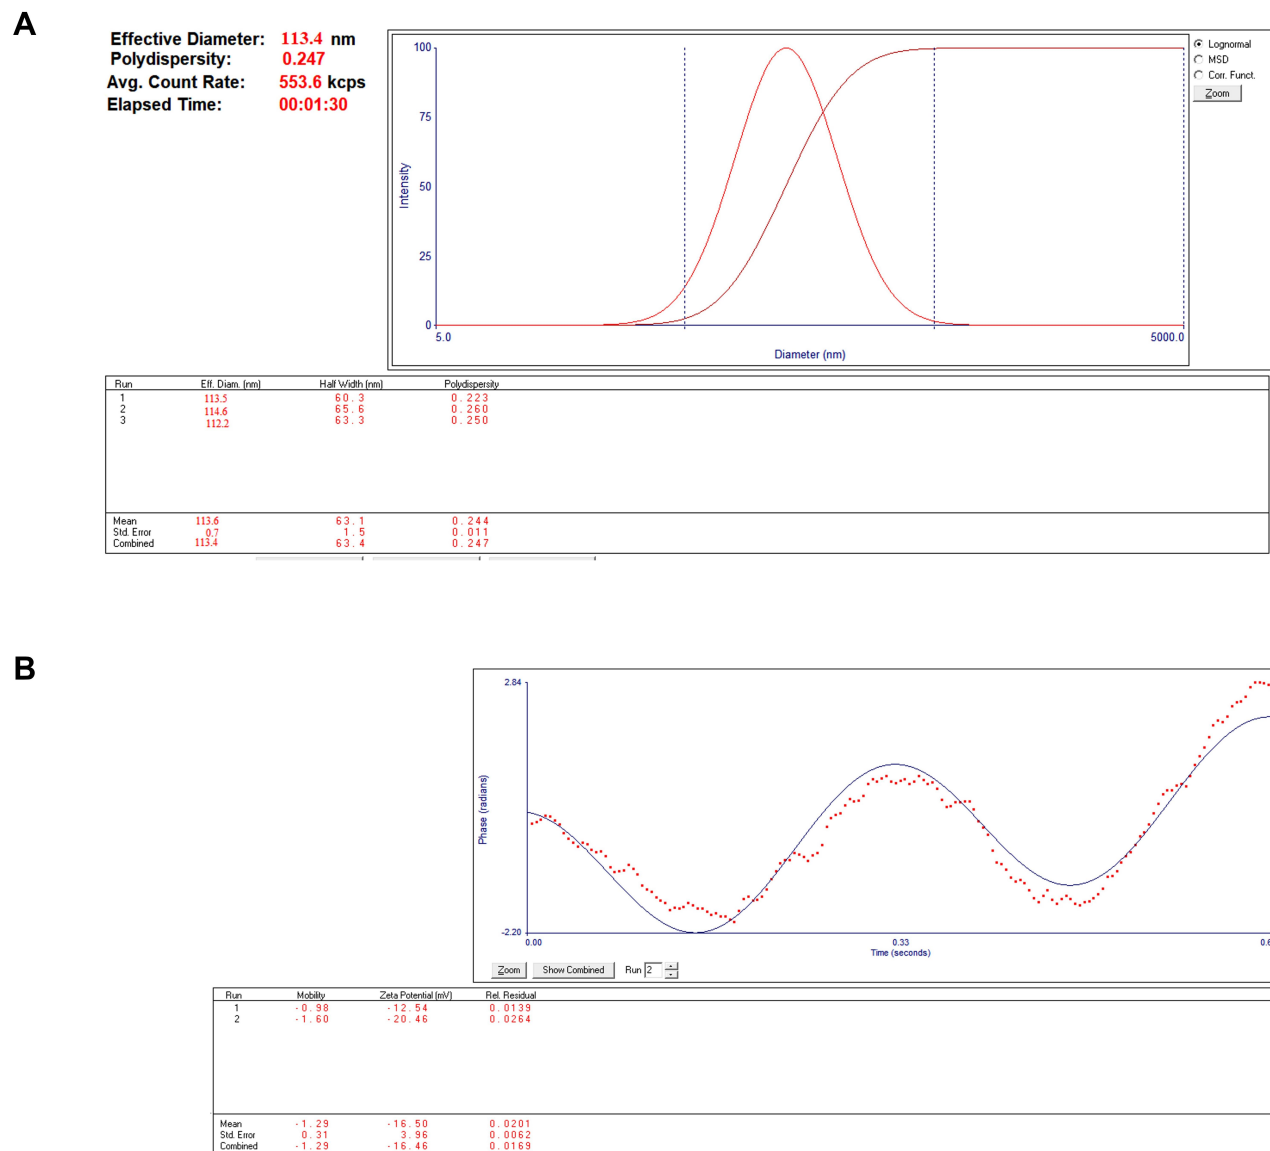 A
Effective Diameter: 113.4 nm
Polydispersity: 0.247
Avg. Count Rate: 553.6 kcps
Elapsed Time: 00:01:30
100
75
50
25
0
Intensity
5.0
5000.0
Diameter (nm)
Lognormal
MSD
Corr. Funct.
Zoom
Run Eff. Diam. (nm) Half Width (nm) Polydispersity
1 113.5 60.3 0.223
2 114.6 65.6 0.260
3 112.2 63.3 0.250
Mean 113.6 63.1 0.244
Std. Error 0.7 1.5 0.011
Combined 113.4 63.4 0.247
B
2.84
Phase (radians)
-2.20
0.00 0.33 0.6
Time (seconds)
Zoom Show Combined Run 2
Run Mobility Zeta Potential (mV) Rel. Residual
1 -0.98 -12.54 0.0139
2 -1.60 -20.46 0.0264
Mean -1.29 -16.50 0.0201
Std. Error 0.31 3.96 0.0062
Combined -1.29 -16.46 0.0169